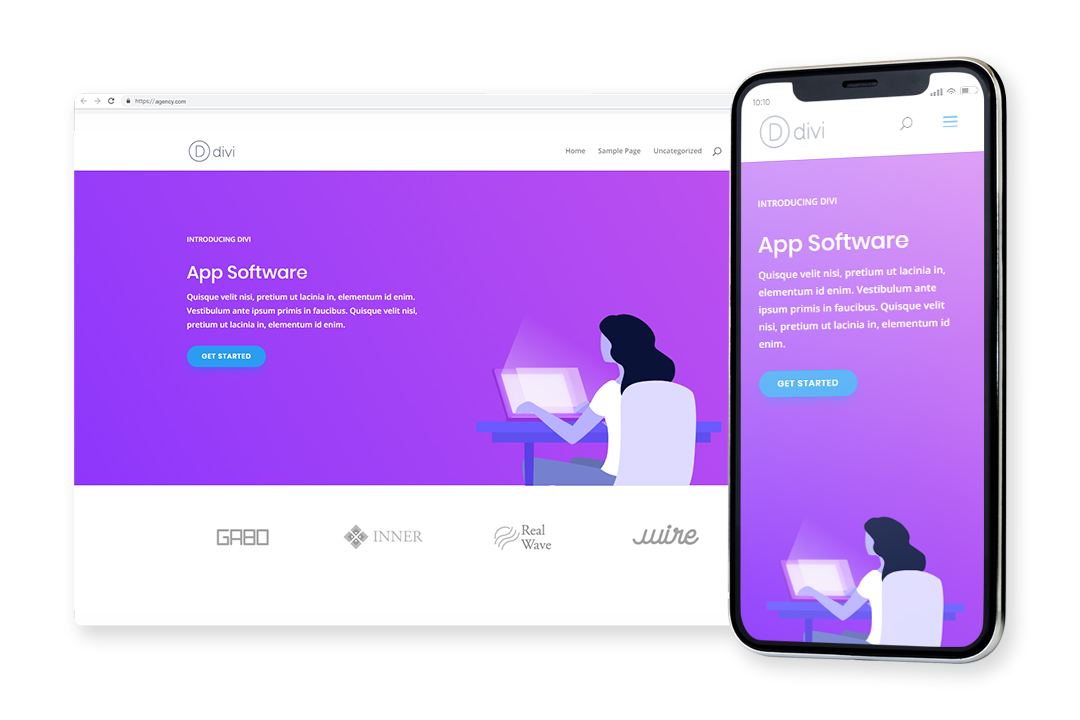 https://agency.com
D divi
Home Sample Page Uncategorized
INTRODUCING DIVI
App Software
Quisque velit nisi, pretium ut lacinia in, elementum id enim.
Vestibulum ante ipsum primis in faucibus. Quisque velit nisi,
pretium ut lacinia in, elementum id enim.
GET STARTED
GABO
INNER
Real
Wave
wire
10:10
D divi
INTRODUCING DIVI
App Software
Quisque velit nisi, pretium ut lacinia in,
elementum id enim. Vestibulum ante
ipsum primis in faucibus. Quisque velit
nisi, pretium ut lacinia in, elementum id
enim.
GET STARTED